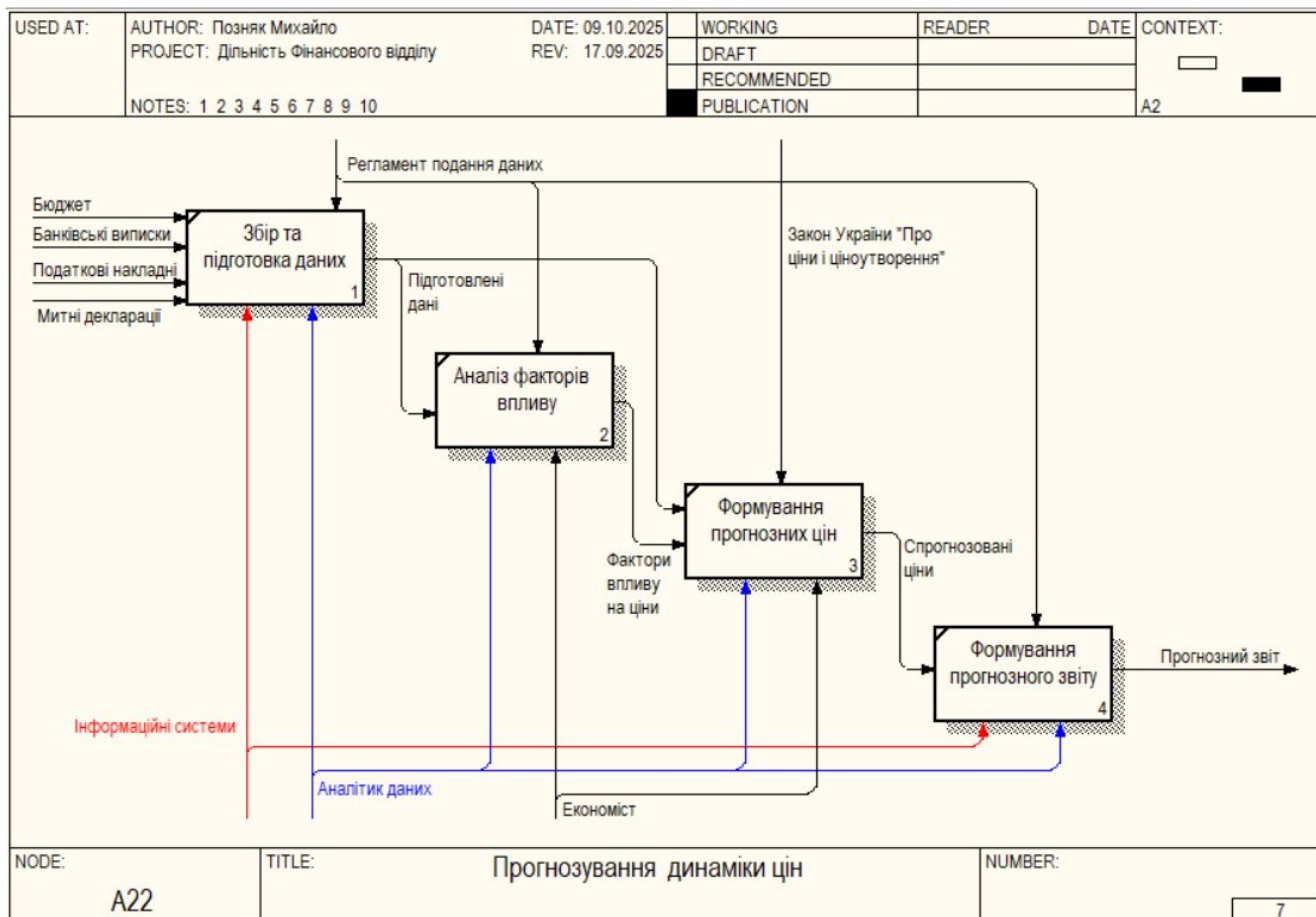 USED AT:
AUTHOR: Позняк Михайло
DATE: 09.10.2025
PROJECT: Дільність Фінансового відділу
REV: 17.09.2025
NOTES: 1 2 3 4 5 6 7 8 9 10
WORKING
DRAFT
RECOMMENDED
PUBLICATION
READER
DATE
CONTEXT:
A2
Регламент подання даних
Бюджет
Банківські виписки
Податкові накладні
Митні декларації
Збір та
підготовка даних
1
Закон України "Про
ціни і ціноутворення"
Підготовлені
дані
Аналіз факторів
впливу
2
Формування
прогнозних цін
3
Фактори
впливу
на ціни
Спрогнозовані
ціни
Формування
прогнозного звіту
4
Прогнозний звіт
Інформаційні системи
Аналітик даних
Економіст
NODE:
A22
TITLE:
Прогнозування динаміки цін
NUMBER:
7